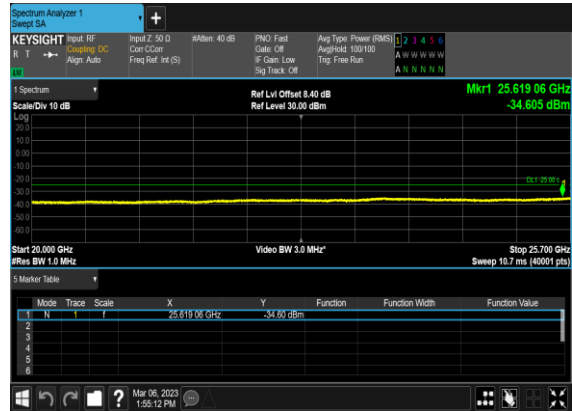 Spectrum Analyzer 1
Swept SA
+
KEYSIGHT Input: RF Input Z: 50 Ω #Atten: 40 dB PNO: Fast Avg Type: Power (RMS) 1 2 3 4 5 6
R T Coupling: DC Corr CCorr Gate: Off Avg|Hold: 100/100 A W W W W W
Align: Auto Freq Ref: Int (S) IF Gain: Low Trig: Free Run
Sig Track: Off A N N N N N
1 Spectrum Ref Lvl Offset 8.40 dB Mkr1 25.619 06 GHz
Scale/Div 10 dB Ref Level 30.00 dBm -34.605 dBm
Log
20.0
10.0
0.00
-10.0
-20.0
DL1 -25.00
-30.0
-40.0
-50.0
-60.0
Start 20.000 GHz Video BW 3.0 MHz* Stop 25.700 GHz
#Res BW 1.0 MHz Sweep 10.7 ms (40001 pts)
5 Marker Table
Mode Trace Scale X Y Function Function Width Function Value
1 N 1 f 25.619 06 GHz -34.60 dBm
2
3
4
5
6
? Mar 06, 2023
1:55:12 PM